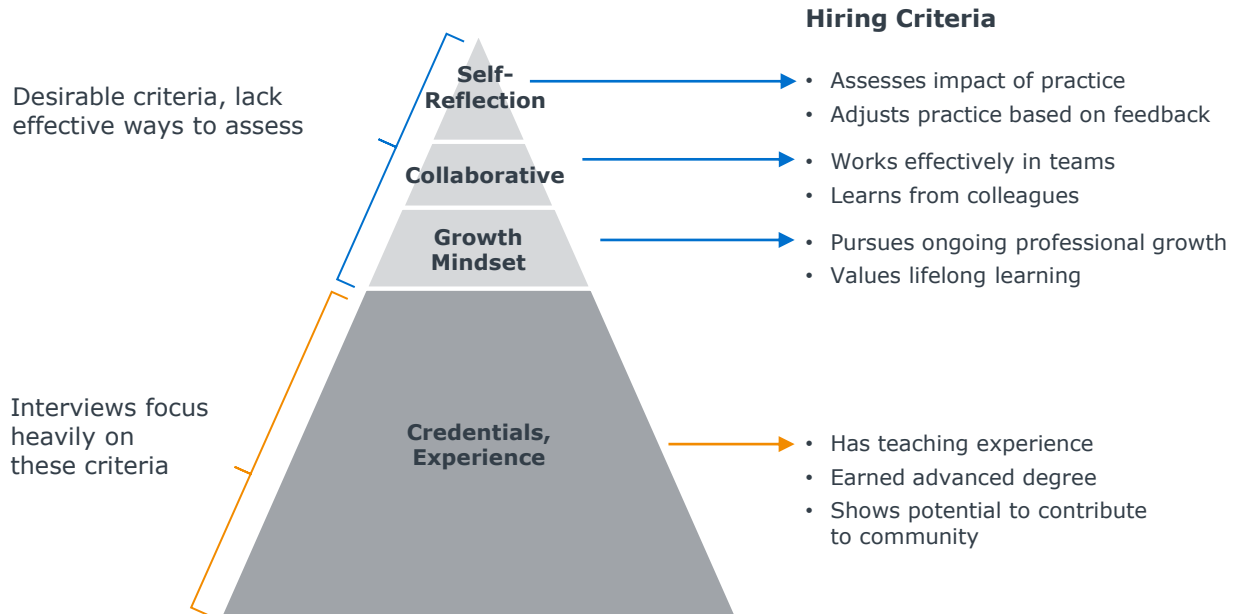 Hiring Criteria
Desirable criteria, lack
effective ways to assess
Self-
Reflection
• Assesses impact of practice
• Adjusts practice based on feedback
Collaborative
• Works effectively in teams
• Learns from colleagues
Growth
Mindset
• Pursues ongoing professional growth
• Values lifelong learning
Interviews focus
heavily on
these criteria
Credentials,
Experience
• Has teaching experience
• Earned advanced degree
• Shows potential to contribute
to community